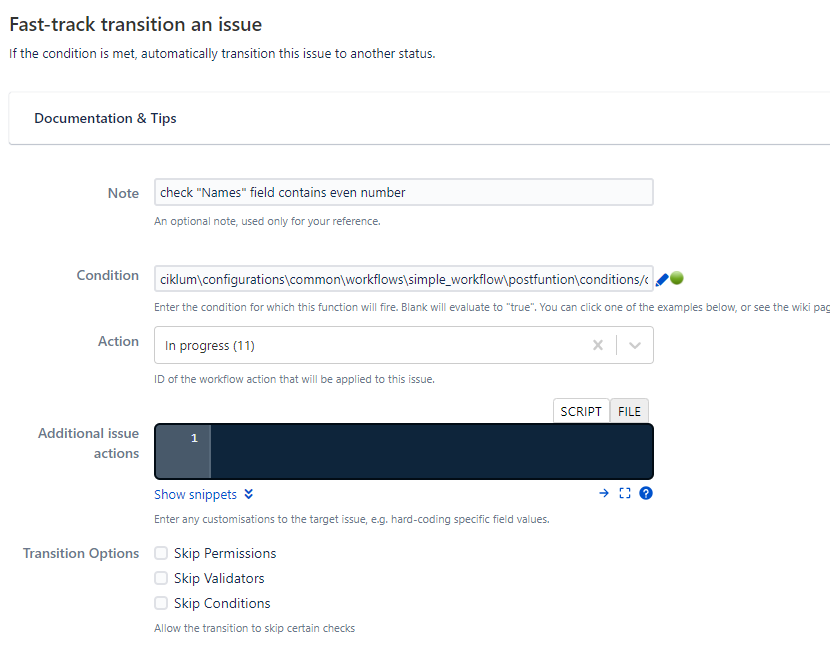 Fast-track transition an issue
If the condition is met, automatically transition this issue to another status.
Documentation & Tips
Note
check "Names" field contains even number
An optional note, used only for your reference.
Condition
ciklum\configurations\common\workflows\simple_workflow\postfuntion\conditions/
Enter the condition for which this function will fire. Blank will evaluate to "true". You can click one of the examples below, or see the wiki pag
Action
In progress (11)
ID of the workflow action that will be applied to this issue.
SCRIPT FILE
Additional issue actions
1
Show snippets
Enter any customisations to the target issue, e.g. hard-coding specific field values.
Transition Options
Skip Permissions
Skip Validators
Skip Conditions
Allow the transition to skip certain checks